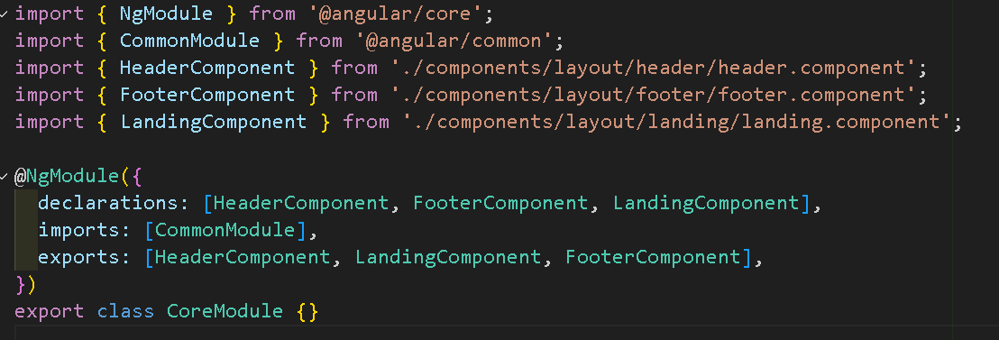 import { NgModule } from '@angular/core';
import { CommonModule } from '@angular/common';
import { HeaderComponent } from './components/layout/header/header.component';
import { FooterComponent } from './components/layout/footer/footer.component';
import { LandingComponent } from './components/layout/landing/landing.component';

@NgModule({
  declarations: [HeaderComponent, FooterComponent, LandingComponent],
  imports: [CommonModule],
  exports: [HeaderComponent, LandingComponent, FooterComponent],
})
export class CoreModule {}